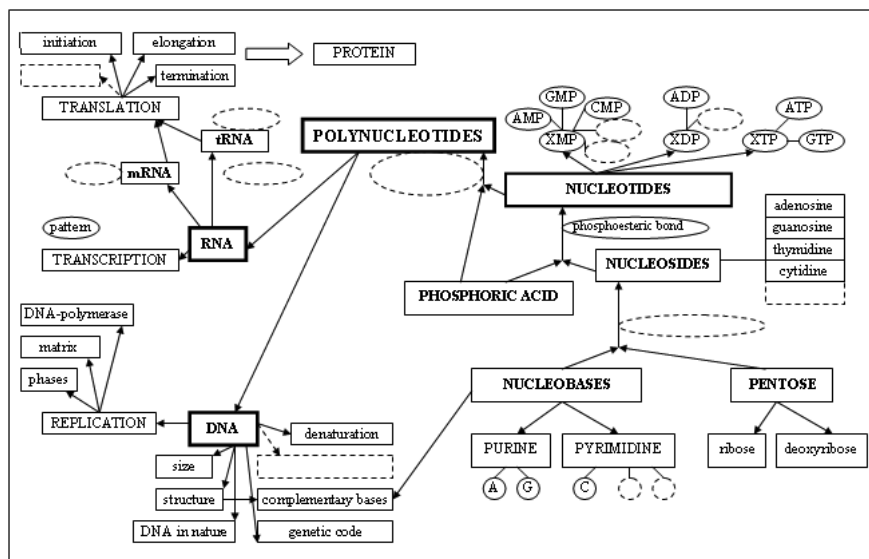 initiation
elongation
PROTEIN
termination
TRANSLATION
tRNA
mRNA
pattern
RNA
TRANSCRIPTION
POLYNUCLEOTIDES
GMP
CMP
AMP
XMP
ADP
XDP
ATP
XTP
GTP
NUCLEOTIDES
phosphoesteric bond
adenosine
guanosine
thymidine
cytidine
NUCLEOSIDES
PHOSPHORIC ACID
DNA-polymerase
matrix
phases
REPLICATION
DNA
denaturation
size
structure
complementary bases
DNA in nature
genetic code
NUCLEOBASES
PENTOSE
PURINE
PYRIMIDINE
ribose
deoxyribose
A
G
C